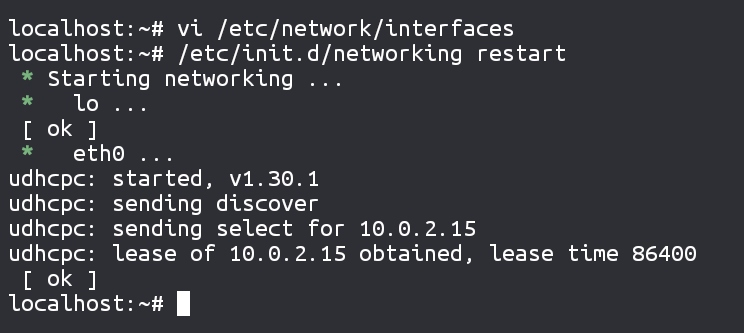 localhost:~# vi /etc/network/interfaces
localhost:~# /etc/init.d/networking restart
 * Starting networking ...
 *   lo ...
 [ ok ]
 *   eth0 ...
udhcpc: started, v1.30.1
udhcpc: sending discover
udhcpc: sending select for 10.0.2.15
udhcpc: lease of 10.0.2.15 obtained, lease time 86400
 [ ok ]
localhost:~#